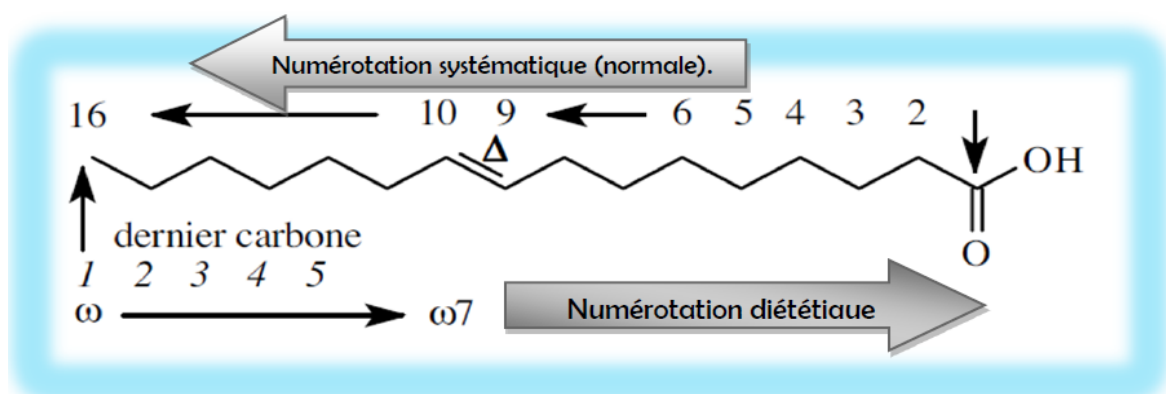 Numérotation systématique (normale).
16 10 9 6 5 4 3 2
Δ
OH
O
dernier carbone
1 2 3 4 5
ω ω7
Numérotation diététiaue